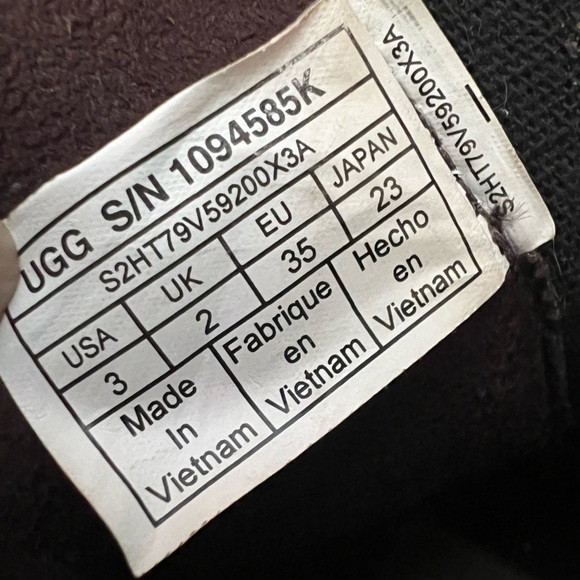 UGG S/N 1094585K
S2HT79V59200X3A
USA UK EU JAPAN
3 2 35 23
Made In Vietnam
Fabrique en Vietnam
Hecho en Vietnam
S2HT79V59200X3A